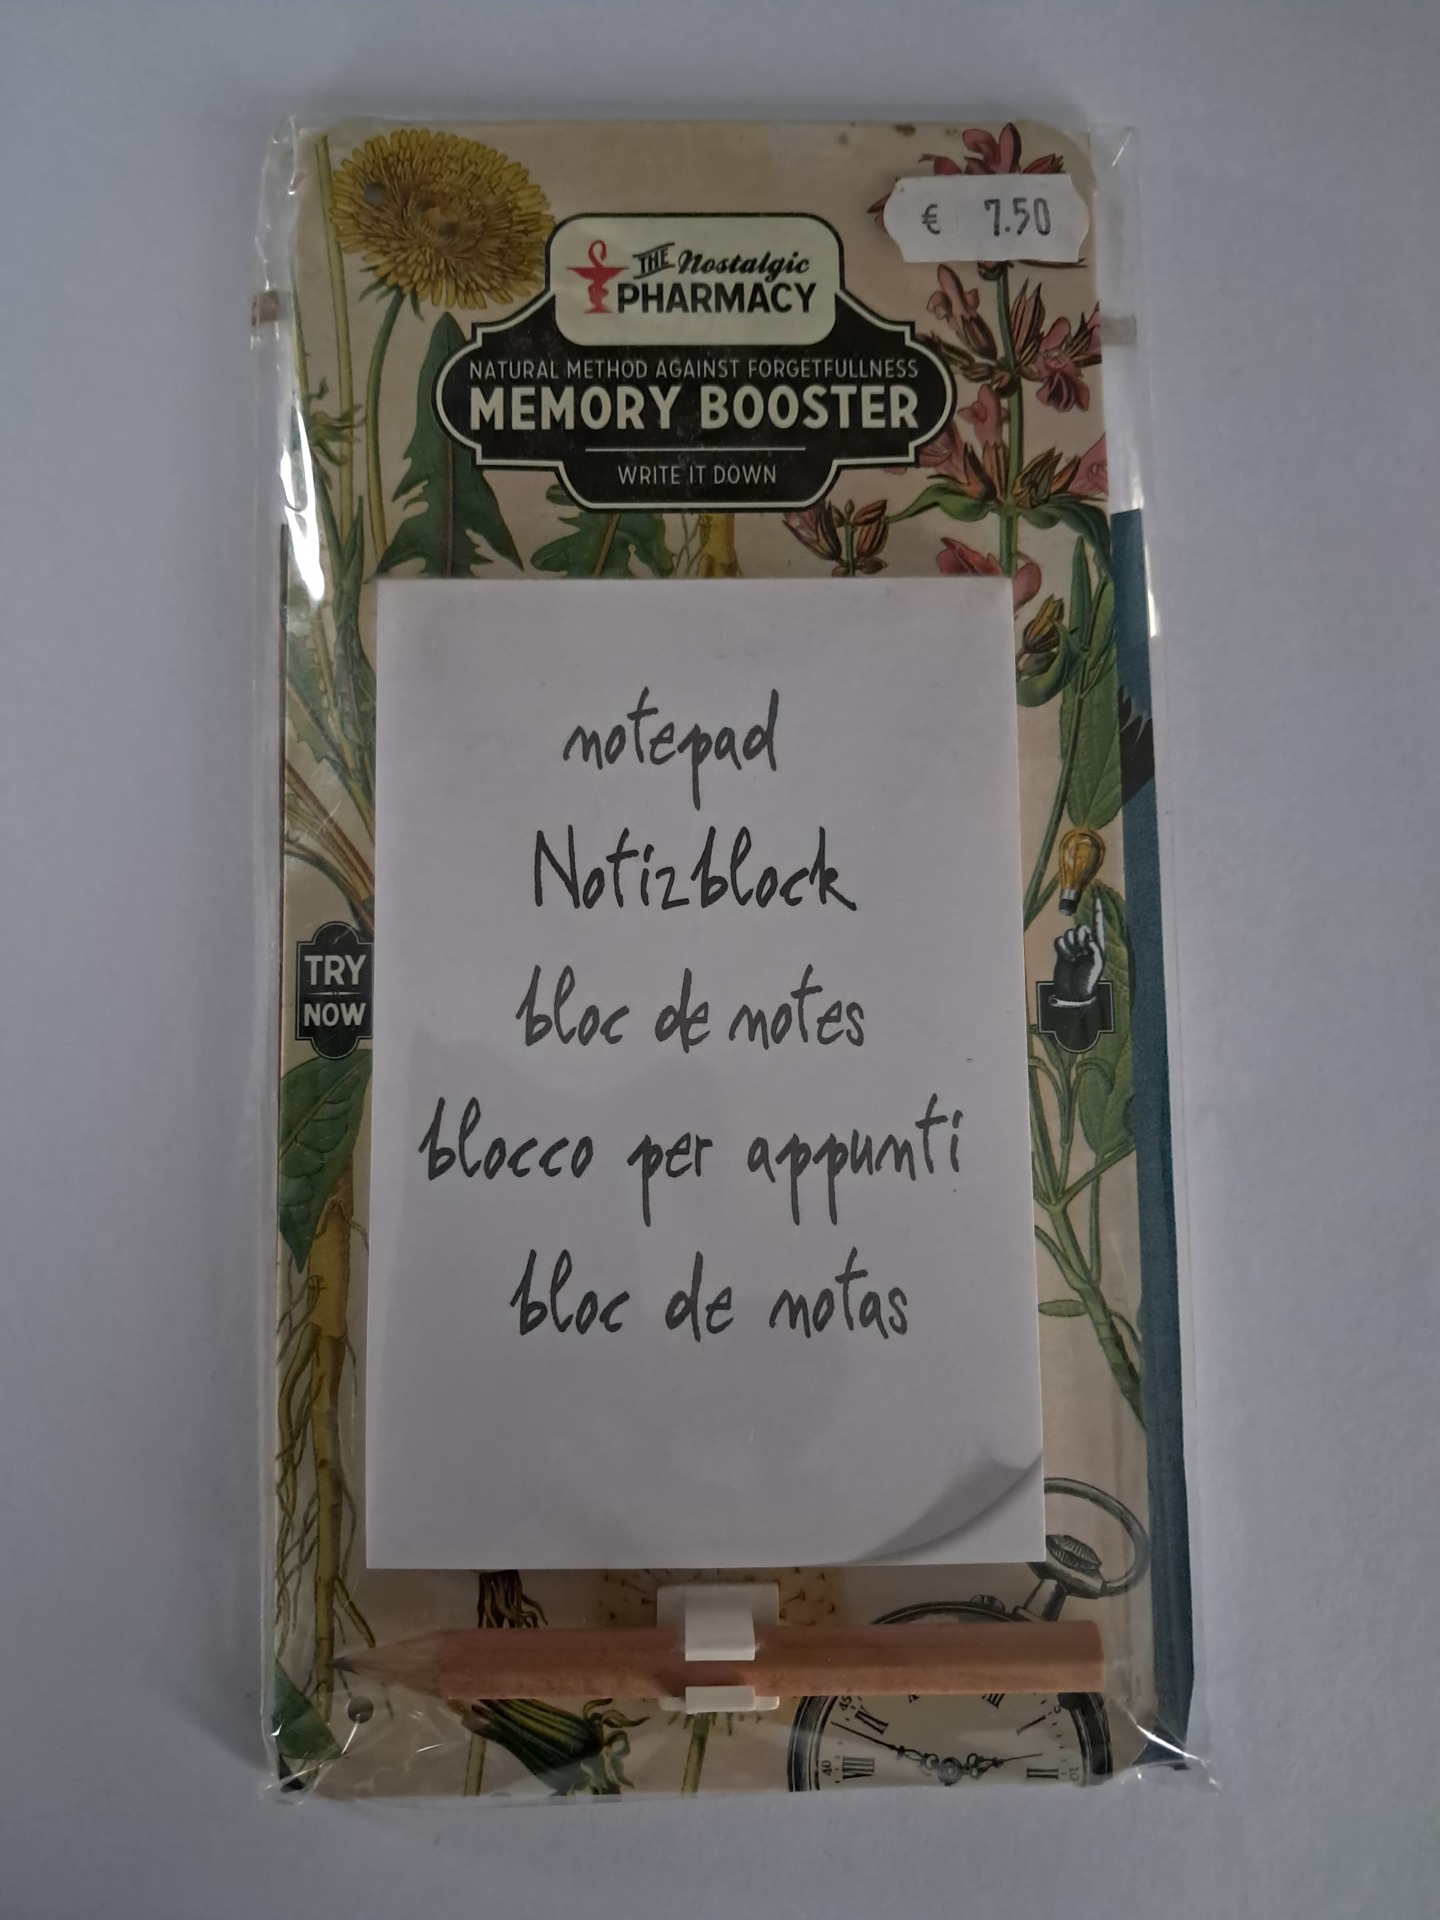 € 7.50
THE Nostalgic
PHARMACY
NATURAL METHOD AGAINST FORGETFULLNESS
MEMORY BOOSTER
WRITE IT DOWN
notepad
Notizblock
bloc de notes
blocco per appunti
bloc de notas
TRY
NOW